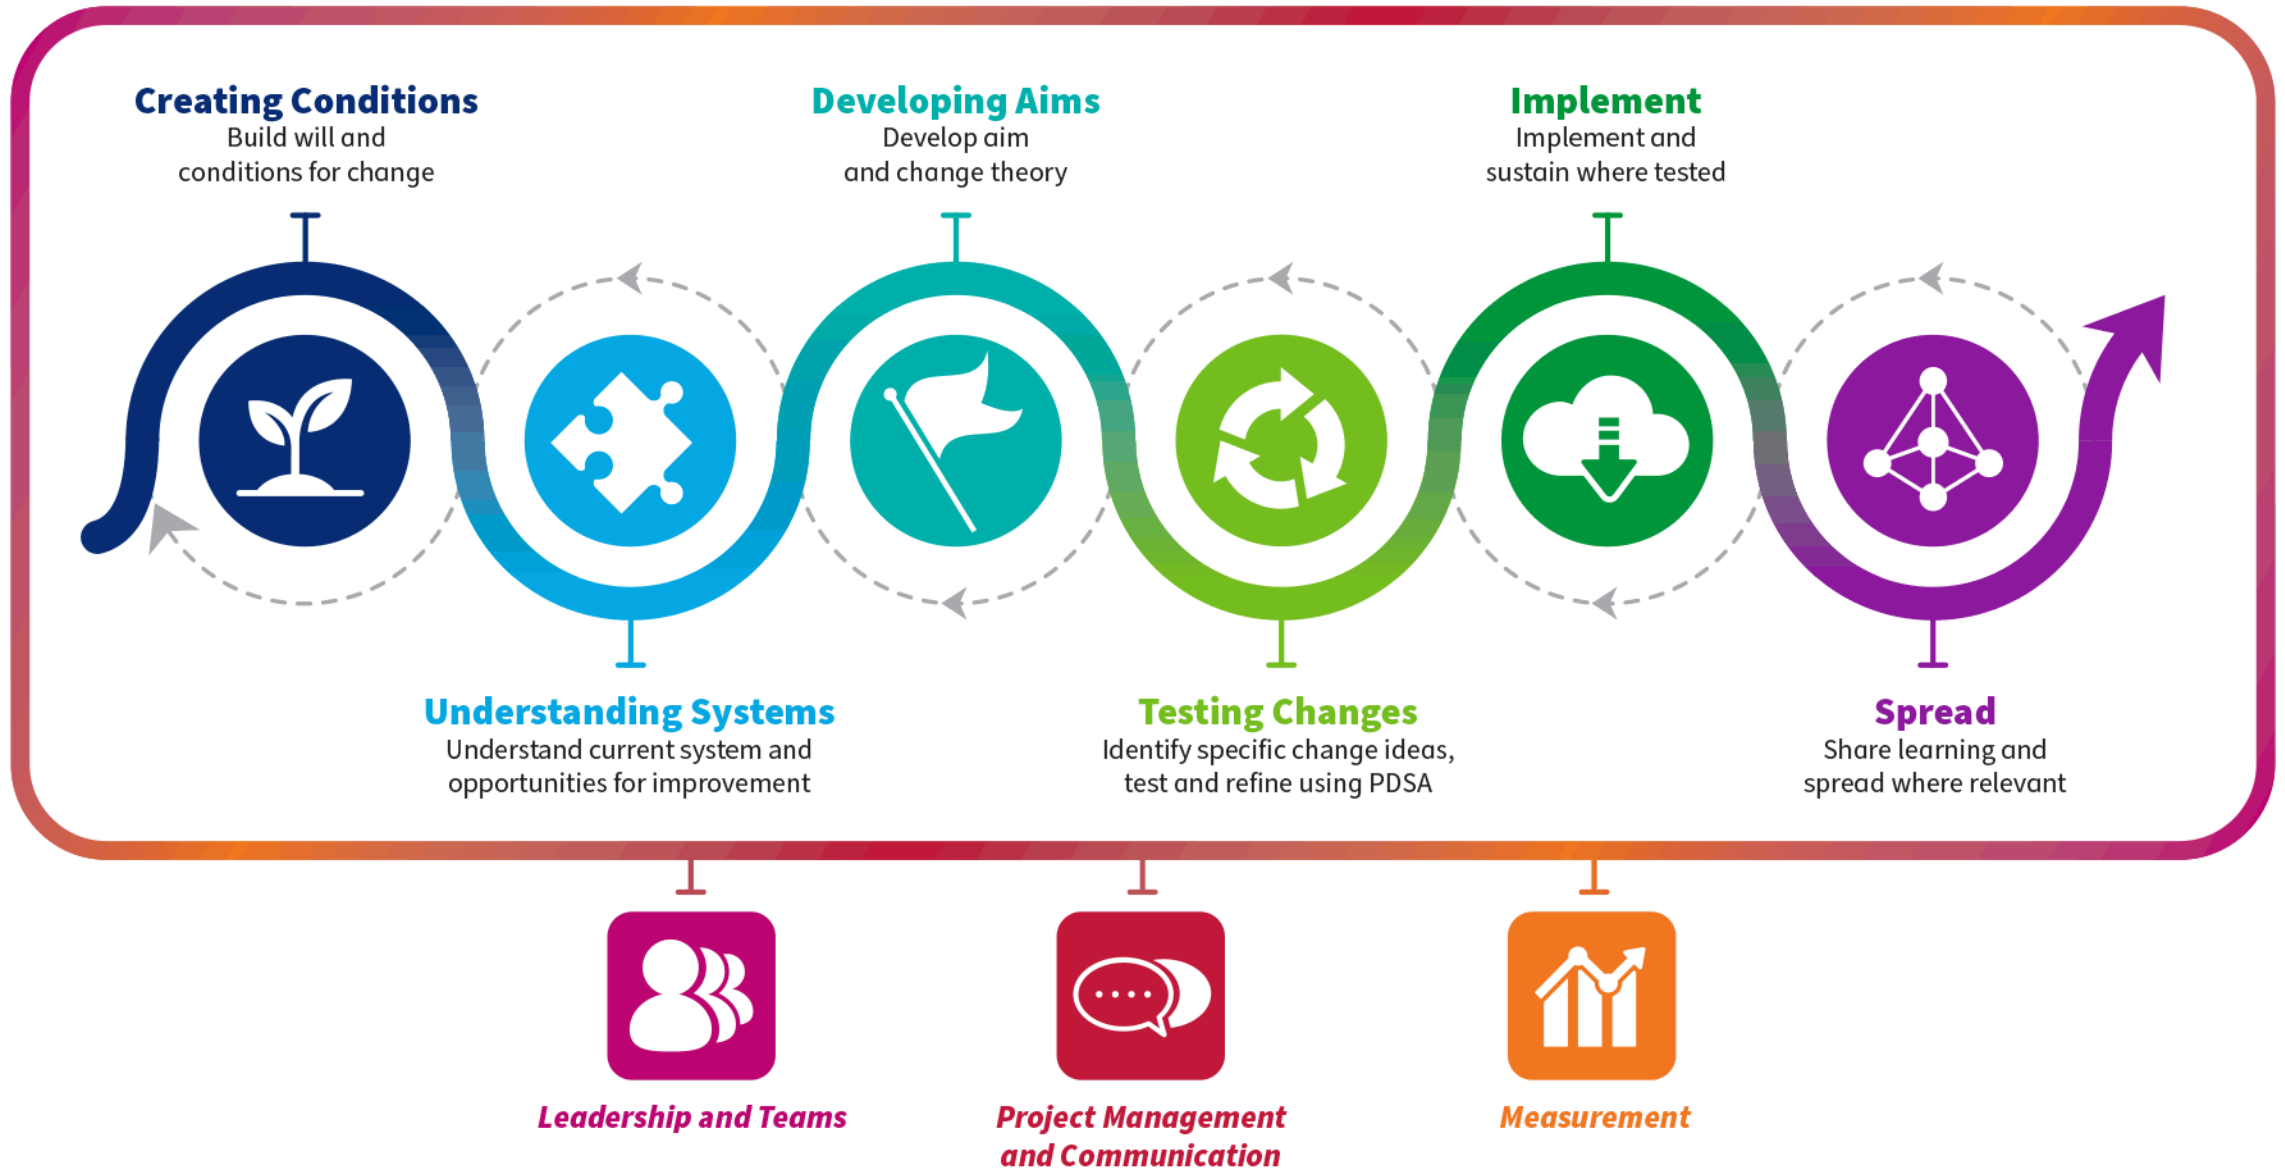 Creating Conditions
Build will and
conditions for change
Developing Aims
Develop aim
and change theory
Implement
Implement and
sustain where tested
Understanding Systems
Understand current system and
opportunities for improvement
Testing Changes
Identify specific change ideas,
test and refine using PDSA
Spread
Share learning and
spread where relevant
Leadership and Teams
Project Management
and Communication
Measurement